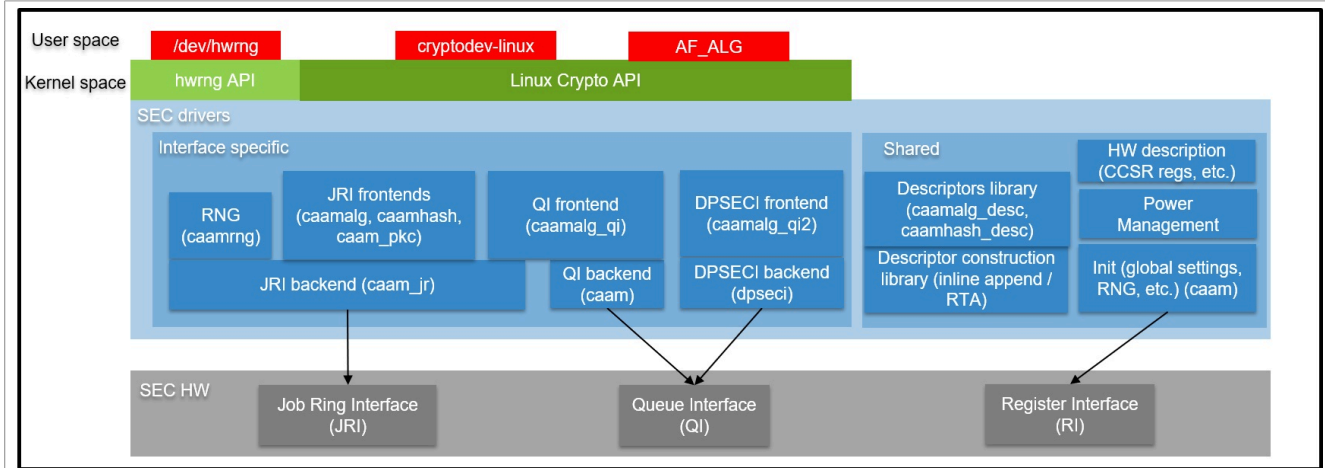 User space
/dev/hwrng
cryptodev-linux
AF_ALG
Kernel space
hwrng API
Linux Crypto API
SEC drivers
Interface specific
RNG
(caamrng)
JRI frontends
(caamalg, caamhash,
caam_pkc)
QI frontend
(caamalg_qi)
DPSECI frontend
(caamalg_qi2)
JRI backend (caam_jr)
QI backend
(caam)
DPSECI backend
(dpseci)
Shared
HW description
(CCSR regs, etc.)
Descriptors library
(caamalg_desc,
caamhash_desc)
Power
Management
Descriptor construction
library (inline append /
RTA)
Init (global settings,
RNG, etc.) (caam)
SEC HW
Job Ring Interface
(JRI)
Queue Interface
(QI)
Register Interface
(RI)